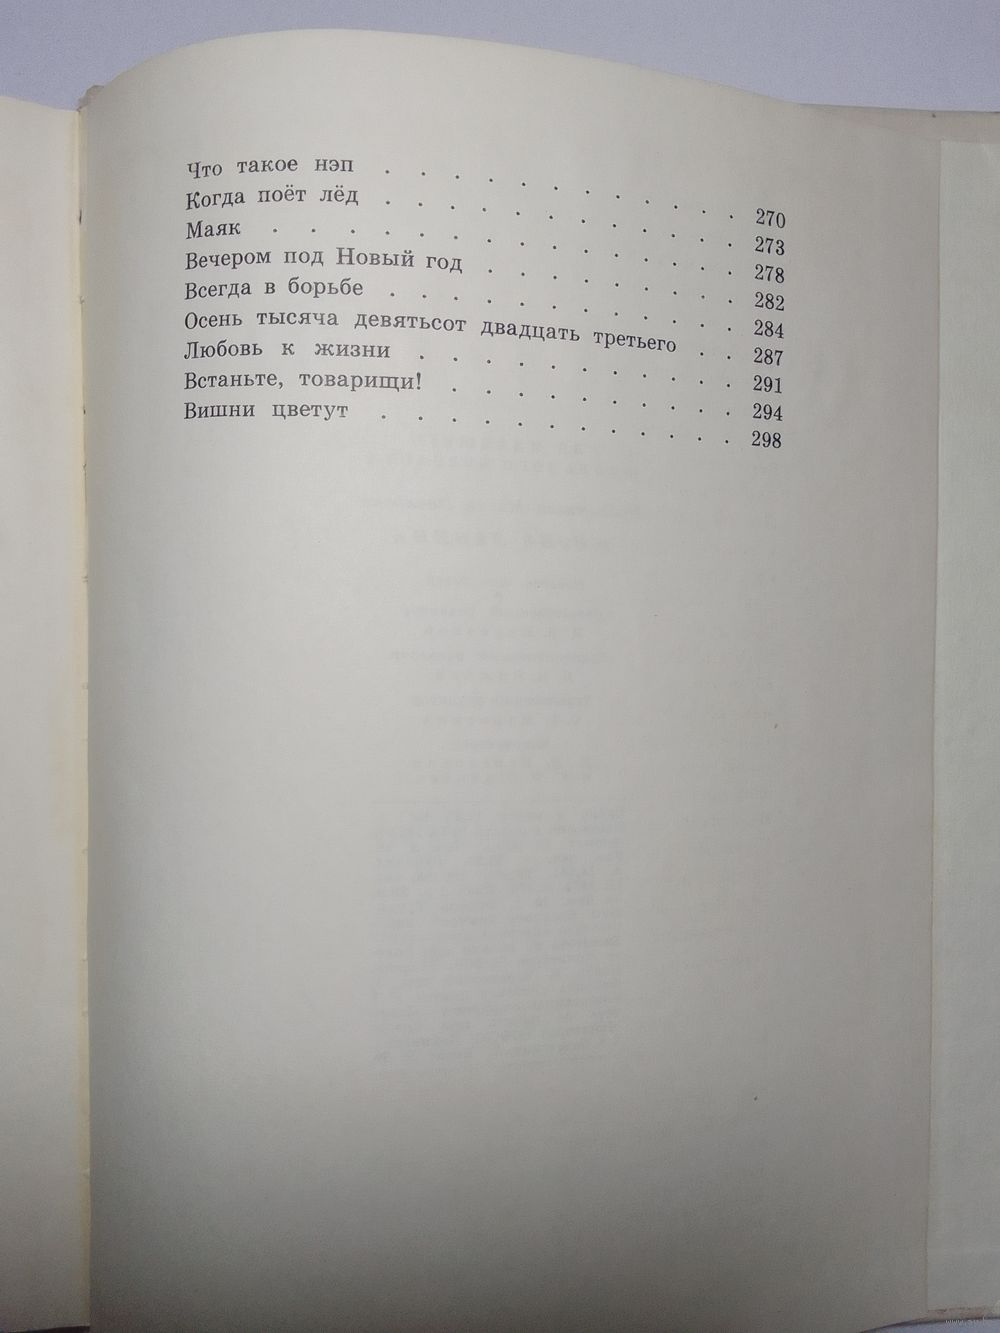 Что такое нэп . . . . . . . . . . . 270
Когда поёт лёд . . . . . . . . . . . 273
Маяк . . . . . . . . . . . . . 278
Вечером под Новый год . . . . . . . . 282
Всегда в борьбе . . . . . . . . . . . 284
Осень тысяча девятьсот двадцать третьего . . 287
Любовь к жизни . . . . . . . . . . 291
Встаньте, товарищи! . . . . . . . . . 294
Вишни цветут . . . . . . . . . . . 298